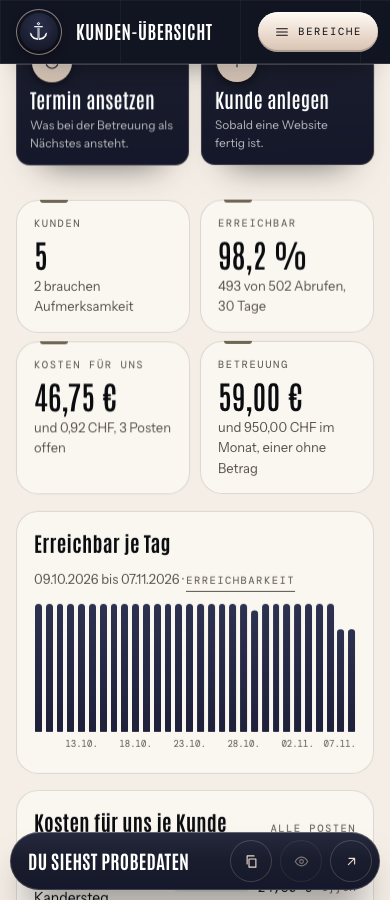 KUNDEN-ÜBERSICHT
BEREICHE
Termin ansetzen
Was bei der Betreuung als
Nächstes ansteht.
Kunde anlegen
Sobald eine Website
fertig ist.
KUNDEN
5
2 brauchen
Aufmerksamkeit
ERREICHBAR
98,2 %
493 von 502 Abrufen,
30 Tage
KOSTEN FÜR UNS
46,75 €
und 0,92 CHF, 3 Posten
offen
BETREUUNG
59,00 €
und 950,00 CHF im
Monat, einer ohne
Betrag
Erreichbar je Tag
09.10.2026 bis 07.11.2026 · ERREICHBARKEIT
13.10. 18.10. 23.10. 28.10. 02.11. 07.11.
Kosten für uns je Kunde
ALLE POSTEN
DU SIEHST PROBEDATEN
Kandersteg